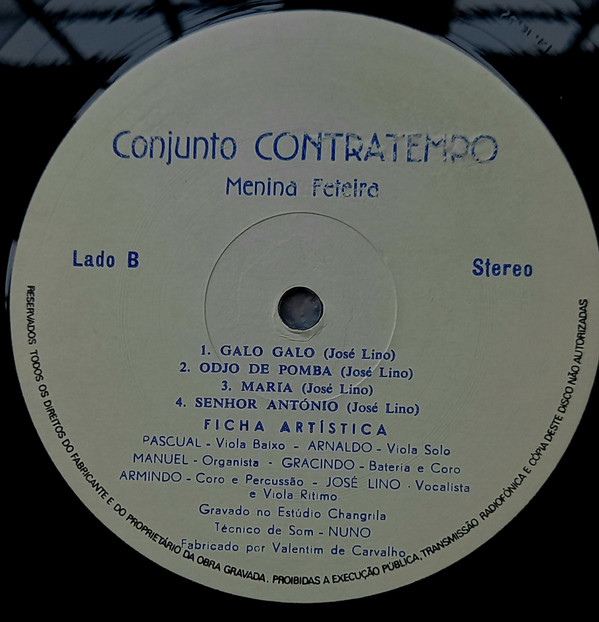 Conjunto CONTRATEMPO
Menina Feteira
Lado B
Stereo
1. GALO GALO (José Lino)
2. ODJO DE POMBA (José Lino)
3. MARIA (José Lino)
4. SENHOR ANTÓNIO (José Lino)
FICHA ARTÍSTICA
PASCUAL - Viola Baixo - ARNALDO - Viola Solo
MANUEL - Organista - GRACINDO - Bateria e Coro
ARMINDO - Coro e Percussão - JOSÉ LINO - Vocalista
e Viola Ritimo
Gravado no Estúdio Changrila
Técnico de Som - NUNO
Fabricado por Valentim de Carvalho
RESERVADOS TODOS OS DIREITOS DO FABRICANTE E DO PROPRIETÁRIO DA OBRA GRAVADA. PROIBIDAS A EXECUÇÃO PÚBLICA, TRANSMISSÃO RADIOFÓNICA E CÓPIA DESTE DISCO NÃO AUTORIZADAS